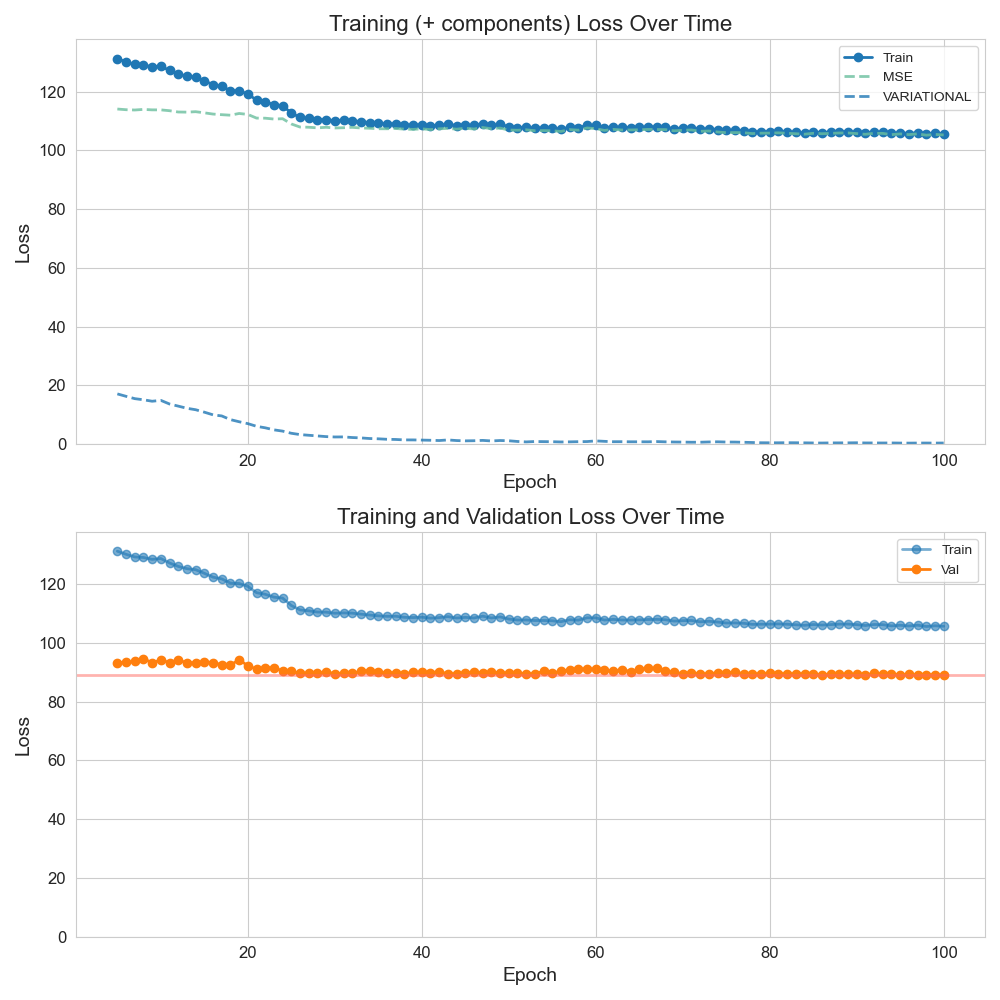 Training (+ components) Loss Over Time
Train
MSE
VARIATIONAL
120
100
80
60
40
20
0
Loss
20 40 60 80 100
Epoch
Training and Validation Loss Over Time
Train
Val
120
100
80
60
40
20
0
Loss
20 40 60 80 100
Epoch